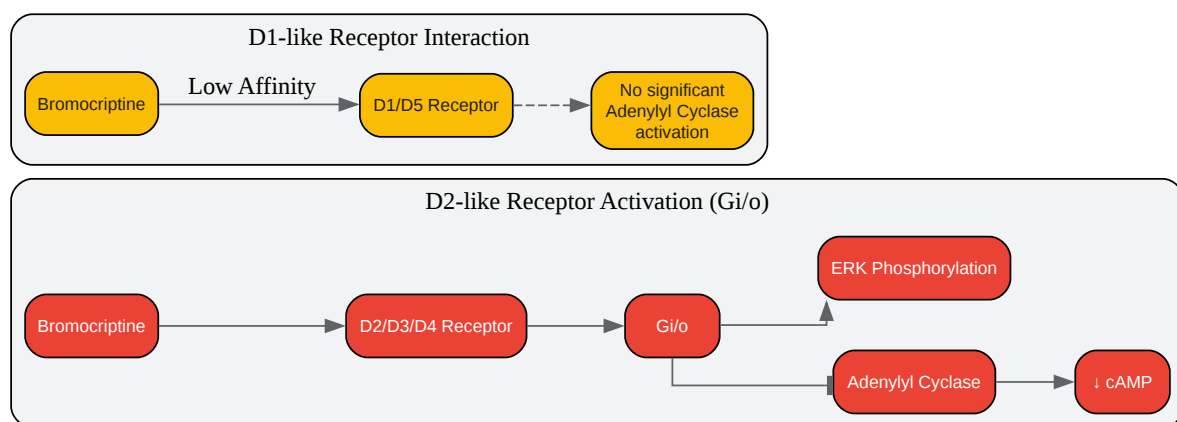 D1-like Receptor Interaction
Bromocriptine
Low Affinity
D1/D5 Receptor
No significant
Adenylyl Cyclase
activation
D2-like Receptor Activation (Gi/o)
ERK Phosphorylation
Bromocriptine
D2/D3/D4 Receptor
Gi/o
Adenylyl Cyclase
↓ cAMP